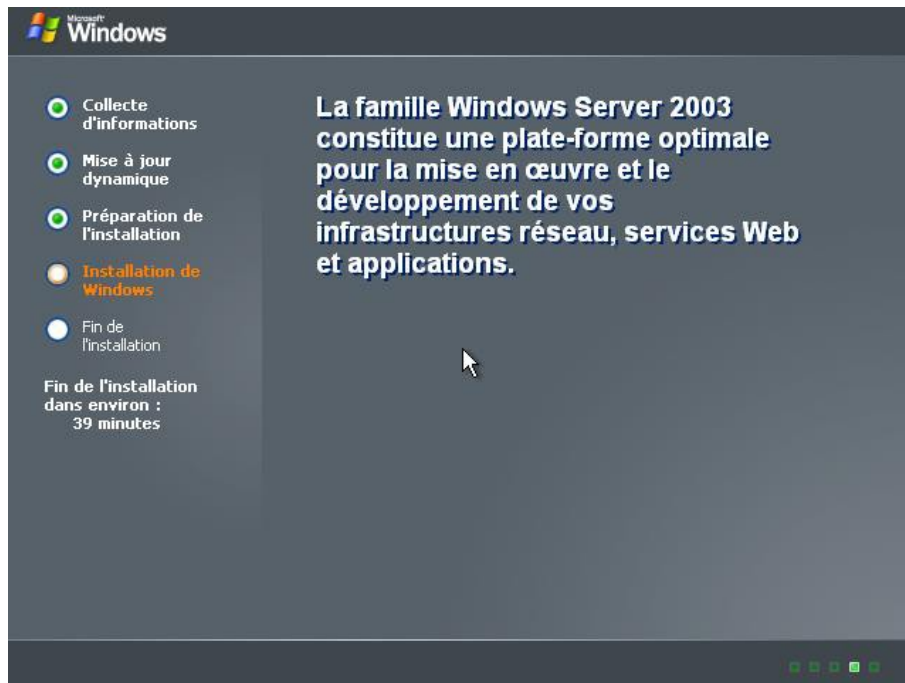 Microsoft
Windows
Collecte
d'informations
Mise à jour
dynamique
Préparation de
l'installation
Installation de
Windows
Fin de
l'installation
Fin de l'installation
dans environ :
39 minutes
La famille Windows Server 2003
constitue une plate-forme optimale
pour la mise en œuvre et le
développement de vos
infrastructures réseau, services Web
et applications.